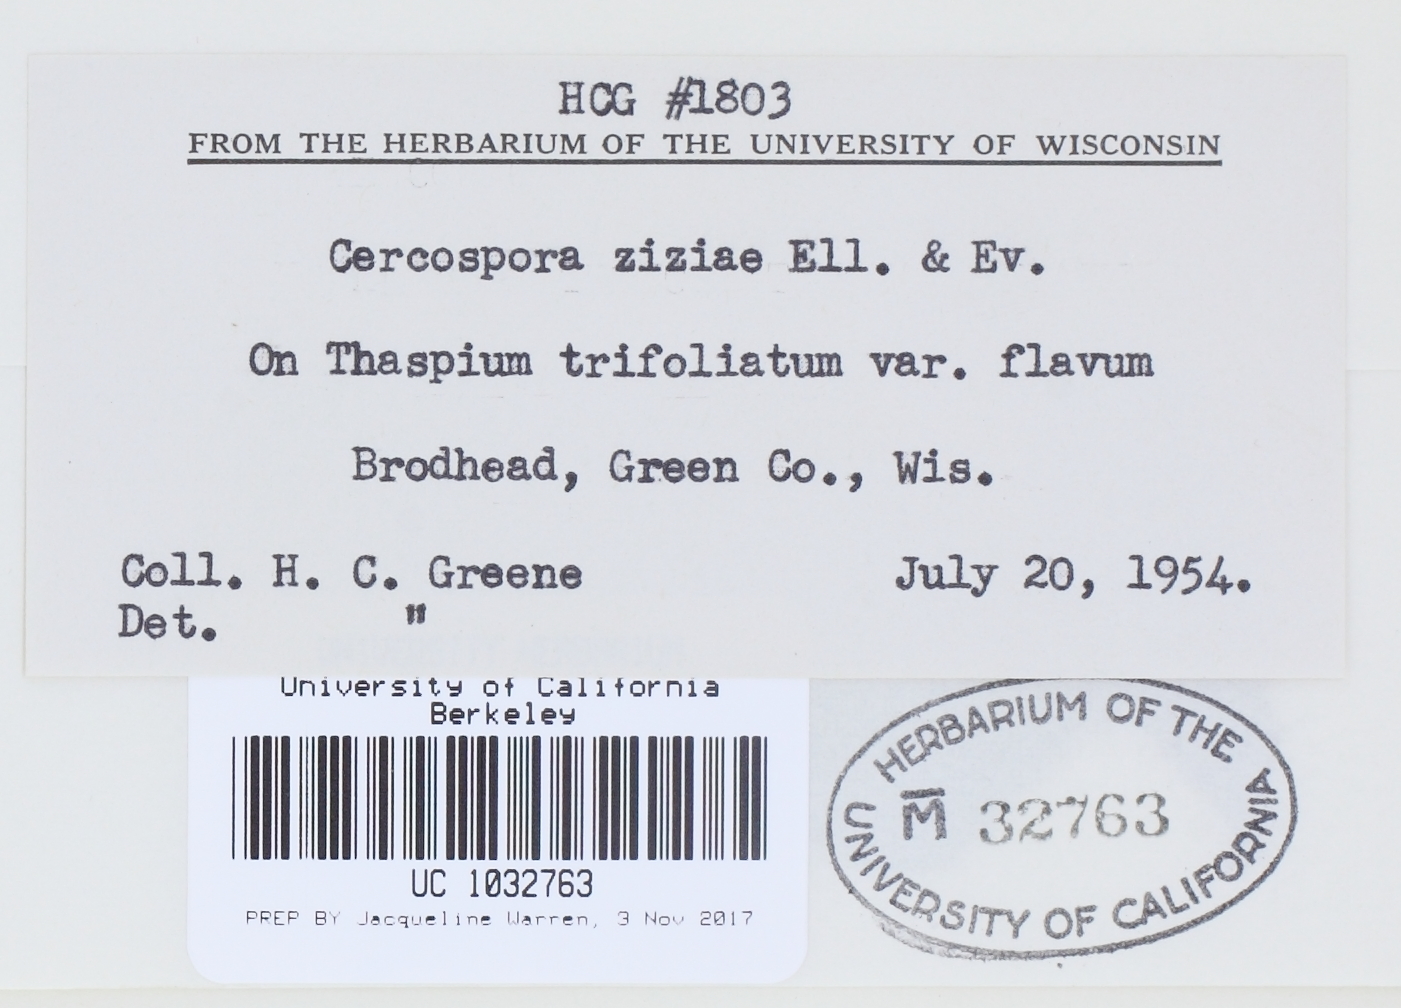 HCG #1803
FROM THE HERBARIUM OF THE UNIVERSITY OF WISCONSIN
Cercospora ziziae Ell. & Ev.
On Thaspium trifoliatum var. flavum
Brodhead, Green Co., Wis.
Coll. H. C. Greene July 20, 1954.
Det. "
University of California
Berkeley
UC 1032763
PREP BY Jacqueline Warren, 3 Nov 2017
HERBARIUM OF THE
M̅ 32763
UNIVERSITY OF CALIFORNIA